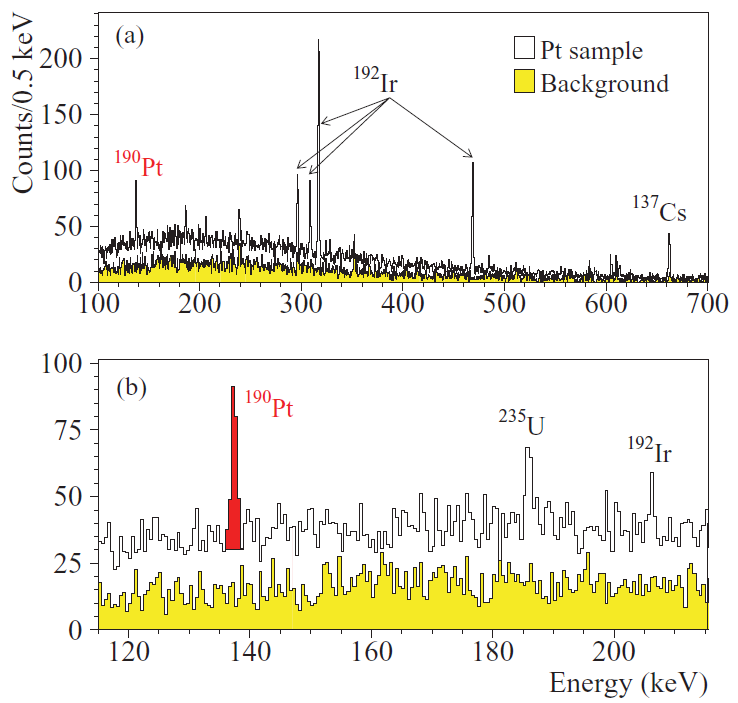 (a)
Counts/0.5 keV
200
150
100
50
0
¹⁹⁰Pt
¹⁹²Ir
Pt sample
Background
¹³⁷Cs
100 200 300 400 500 600 700
(b)
100
75
50
25
0
¹⁹⁰Pt
²³⁵U
¹⁹²Ir
120 140 160 180 200
Energy (keV)